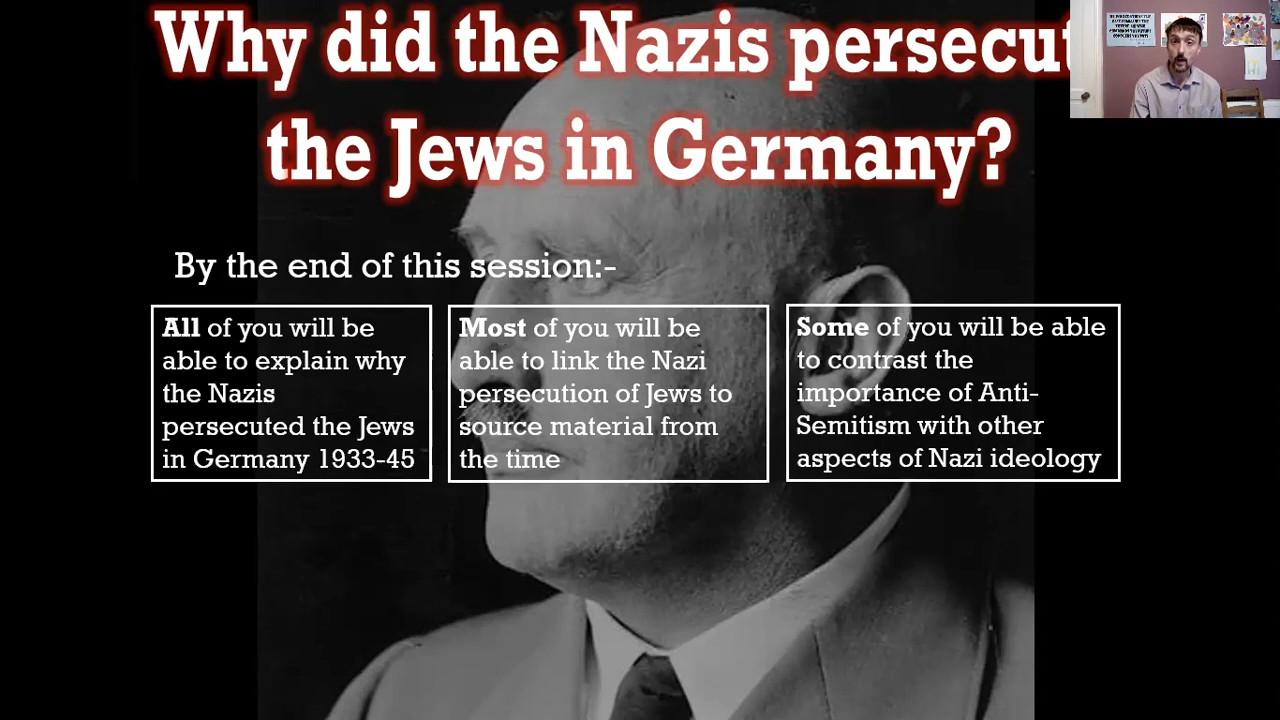 Why did the Nazis persecut
the Jews in Germany?
By the end of this session:-
All of you will be
able to explain why
the Nazis
persecuted the Jews
in Germany 1933-45
Most of you will be
able to link the Nazi
persecution of Jews to
source material from
the time
Some of you will be able
to contrast the
importance of Anti-
Semitism with other
aspects of Nazi ideology